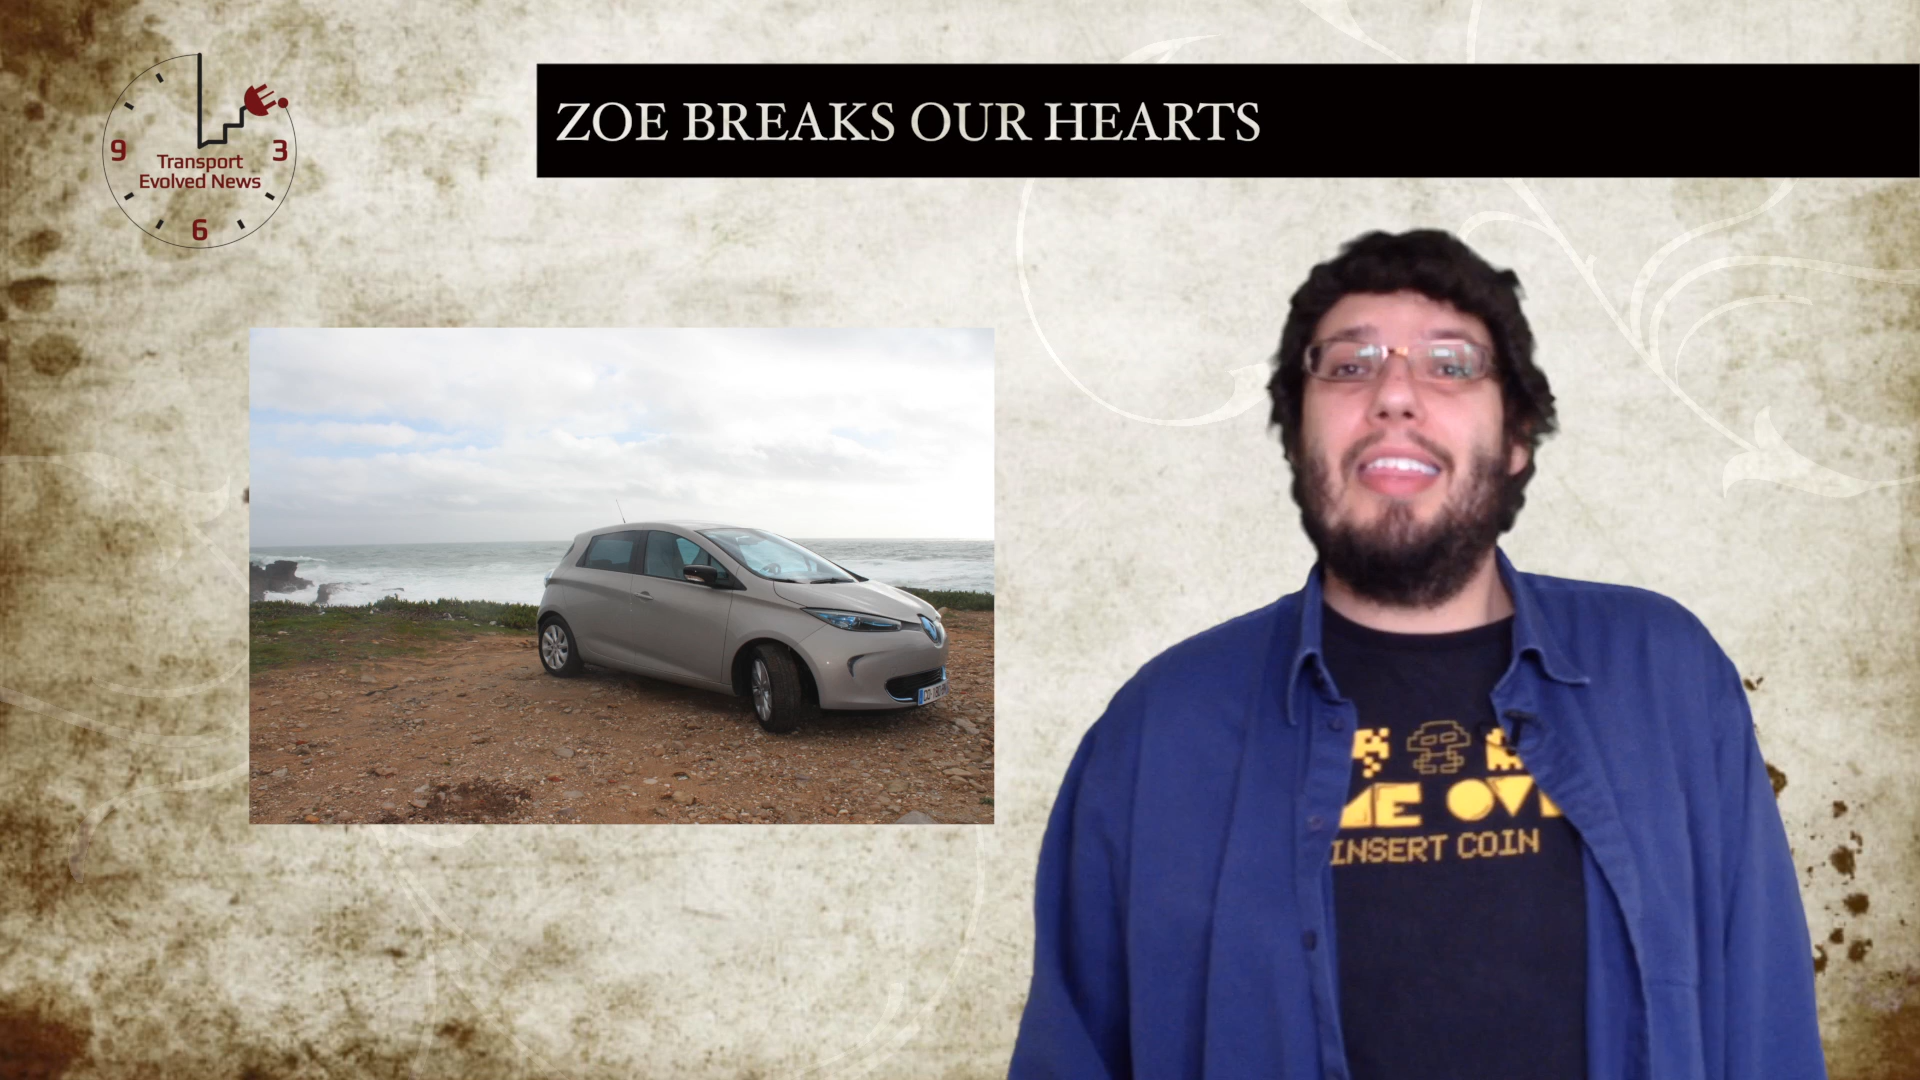 ZOE BREAKS OUR HEARTS
9
3
Transport
Evolved News
6
INSERT COIN